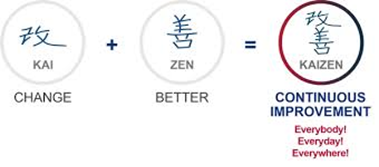 改
KAI
CHANGE
+
善
ZEN
BETTER
=
改
善
KAIZEN
CONTINUOUS
IMPROVEMENT
Everybody!
Everyday!
Everywhere!